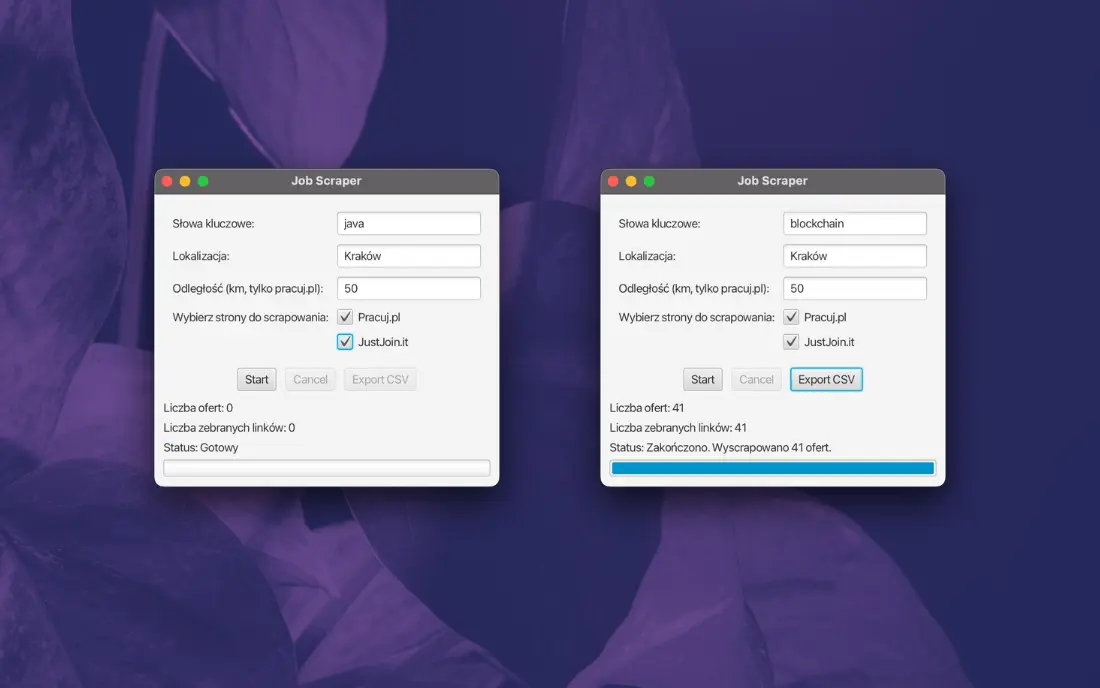 Job Scraper
Słowa kluczowe: java
Lokalizacja: Kraków
Odległość (km, tylko pracuj.pl): 50
Wybierz strony do scrapowania: Pracuj.pl
JustJoin.it
Start Cancel Export CSV
Liczba ofert: 0
Liczba zebranych linków: 0
Status: Gotowy
Job Scraper
Słowa kluczowe: blockchain
Lokalizacja: Kraków
Odległość (km, tylko pracuj.pl): 50
Wybierz strony do scrapowania: Pracuj.pl
JustJoin.it
Start Cancel Export CSV
Liczba ofert: 41
Liczba zebranych linków: 41
Status: Zakończono. Wyscrapowano 41 ofert.